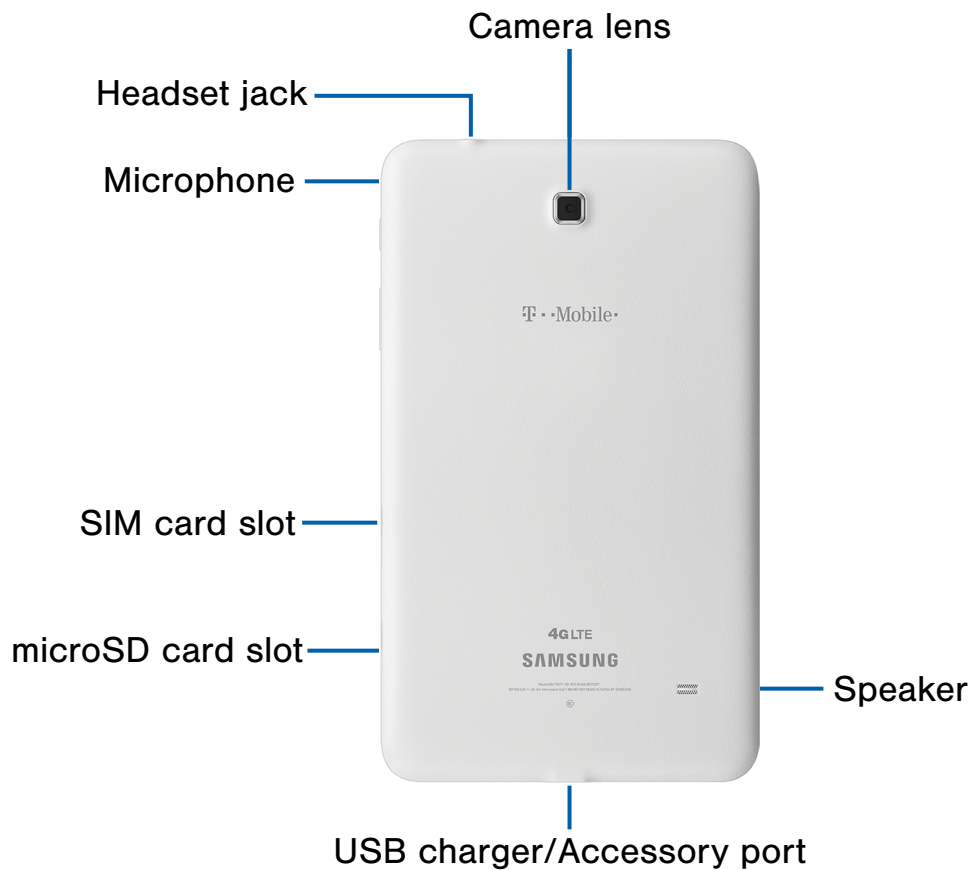 Camera lens
Headset jack
Microphone
T··Mobile·
SIM card slot
4G LTE
microSD card slot
SAMSUNG
Speaker
USB charger/Accessory port